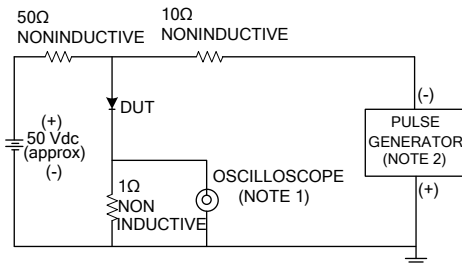 50Ω
NONINDUCTIVE
10Ω
NONINDUCTIVE
DUT
(+)
50 Vdc
(approx)
(-)
1Ω
NON
INDUCTIVE
OSCILLOSCOPE
(NOTE 1)
(-)
PULSE
GENERATOR
(NOTE 2)
(+)